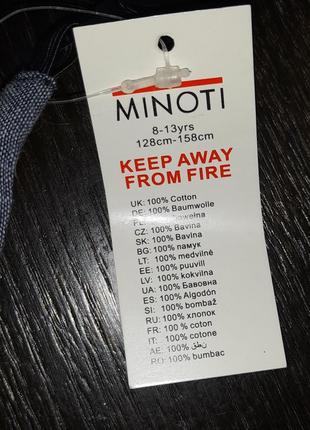 MINOTI
8-13yrs
128cm-158cm
KEEP AWAY
FROM FIRE
UK: 100% Cotton
DE: 100% Baumwolle
CZ: 100% Bavlna
SK: 100% Bavlna
BG: 100% памук
LT: 100% medvilnė
EE: 100% puuvill
LV: 100% kokvilna
UA: 100% Бавовна
ES: 100% Algodón
SI: 100% bombaž
RU: 100% хлопок
FR: 100% coton
IT: 100% cotone
AE: 100% قطن
RO: 100% bumbac